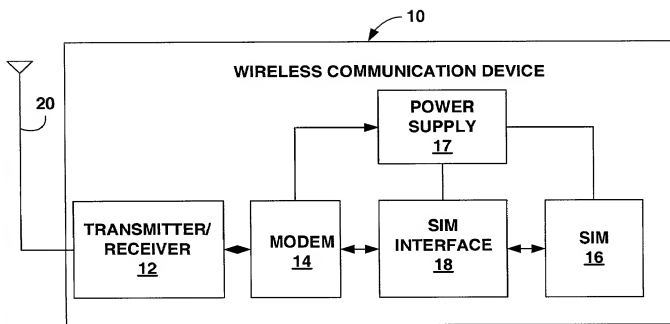 10
WIRELESS COMMUNICATION DEVICE
20
POWER
SUPPLY
17
TRANSMITTER/
RECEIVER
12
MODEM
14
SIM
INTERFACE
18
SIM
16